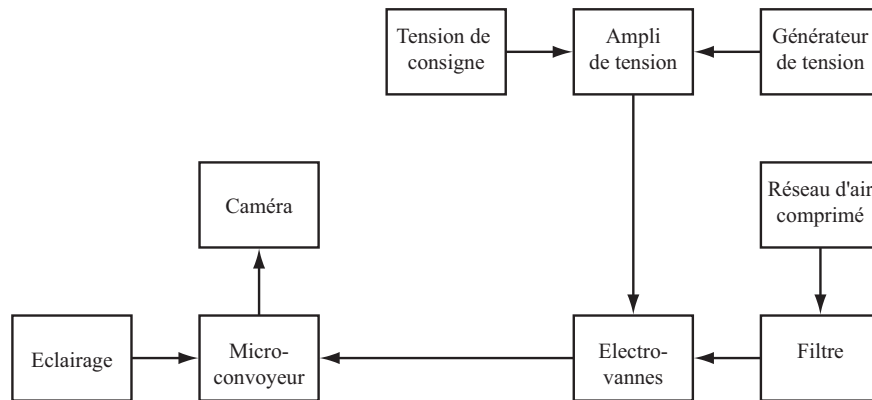 Tension de
consigne
Ampli
de tension
Générateur
de tension
Caméra
Réseau d'air
comprimé
Eclairage
Micro-
convoyeur
Electro-
vannes
Filtre